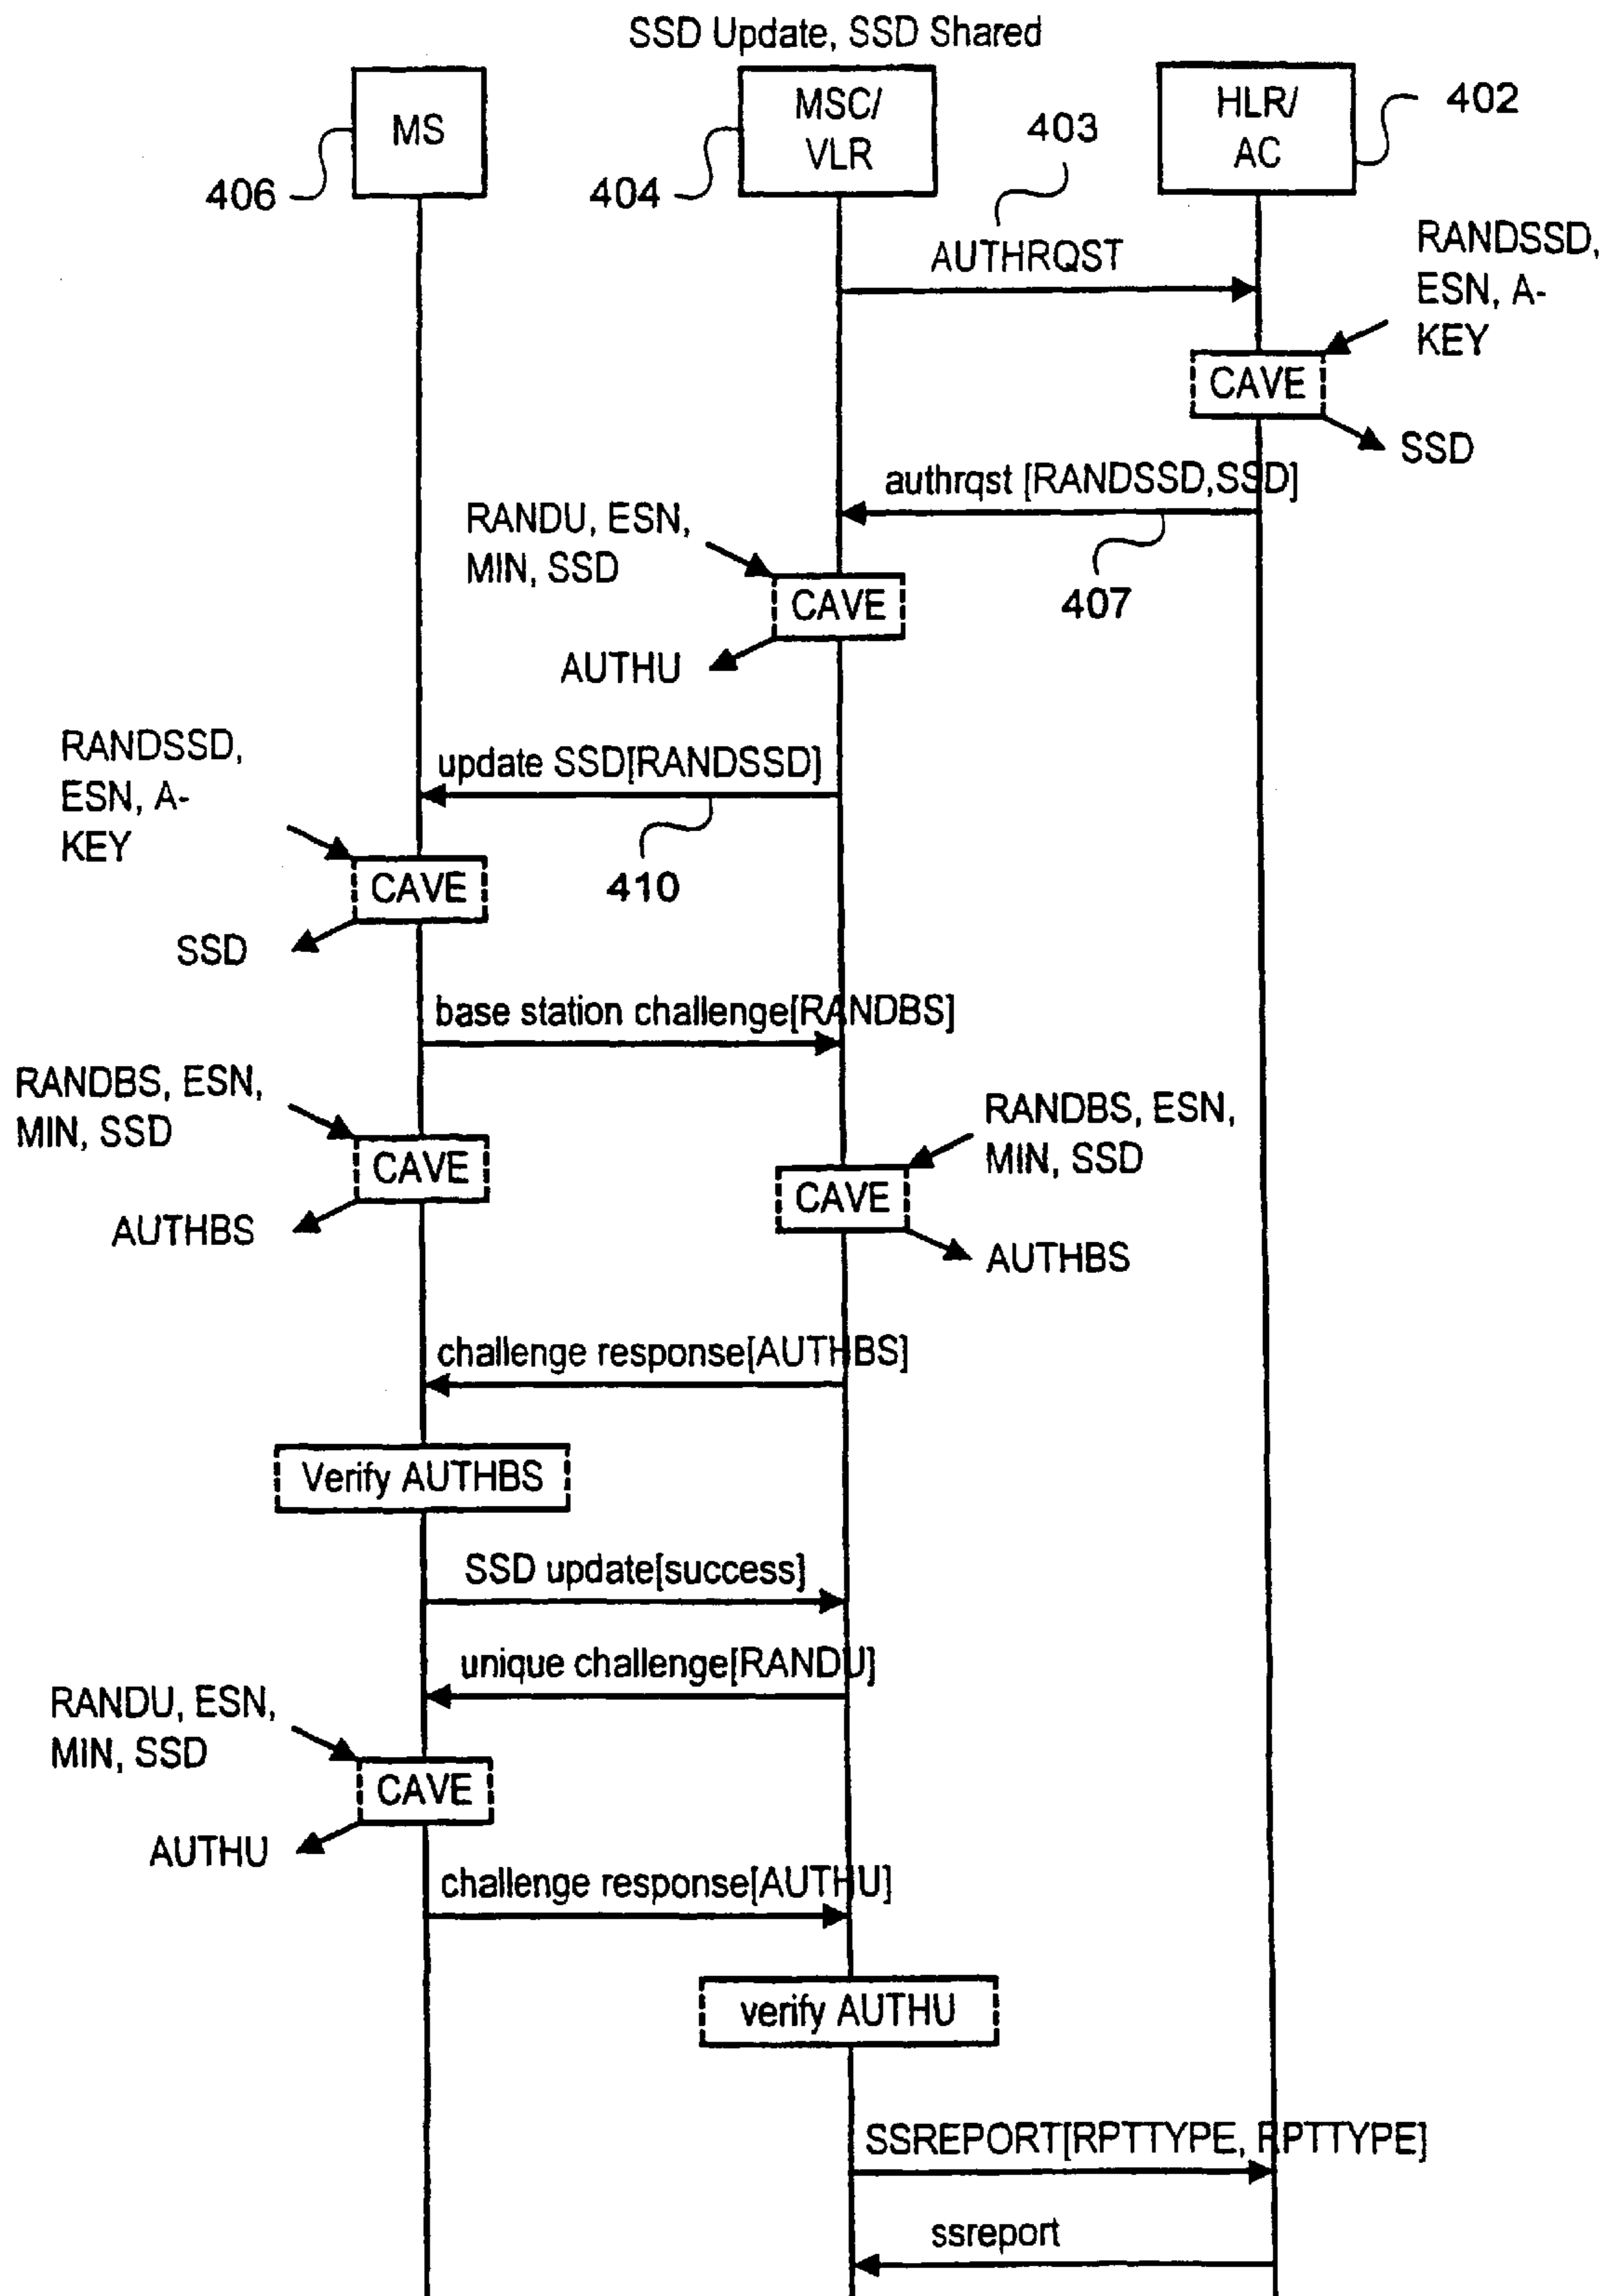 SSD Update, SSD Shared
MS
MSC/
VLR
HLR/
AC
402
403
406
404
AUTHRQST
RANDSSD,
ESN, A-
KEY
CAVE
SSD
authrqst [RANDSSD,SSD]
RANDU, ESN,
MIN, SSD
CAVE
407
AUTHU
RANDSSD,
ESN, A-
KEY
update SSD[RANDSSD]
CAVE
410
SSD
base station challenge[RANDBS]
RANDBS, ESN,
MIN, SSD
CAVE
AUTHBS
RANDBS, ESN,
MIN, SSD
CAVE
AUTHBS
challenge response[AUTHBS]
Verify AUTHBS
SSD update[success]
unique challenge[RANDU]
RANDU, ESN,
MIN, SSD
CAVE
AUTHU
challenge response[AUTHU]
verify AUTHU
SSREPORT[RPTTYPE, RPTTYPE]
ssreport